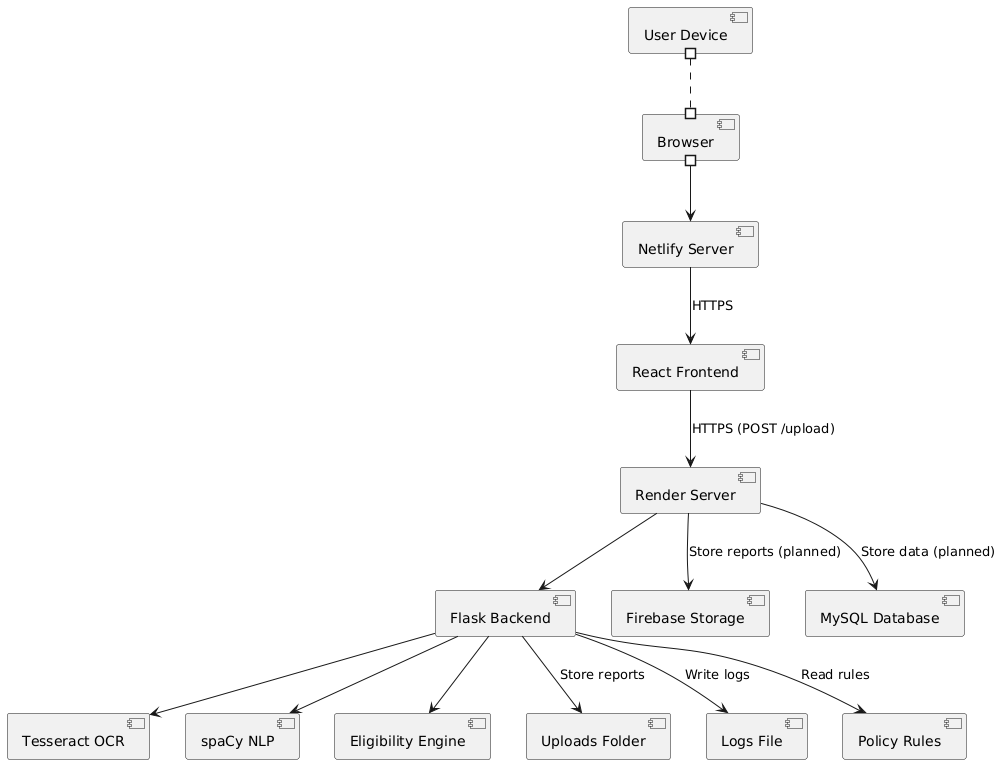 User Device
Browser
Netlify Server
HTTPS
React Frontend
HTTPS (POST /upload)
Render Server
Store reports (planned)
Store data (planned)
Flask Backend
Firebase Storage
MySQL Database
Store reports
Write logs
Read rules
Tesseract OCR
spaCy NLP
Eligibility Engine
Uploads Folder
Logs File
Policy Rules